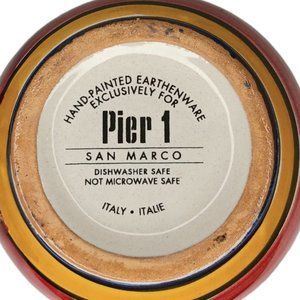 HAND-PAINTED EARTHENWARE
EXCLUSIVELY FOR
Pier 1
SAN MARCO
DISHWASHER SAFE
NOT MICROWAVE SAFE
ITALY • ITALIE